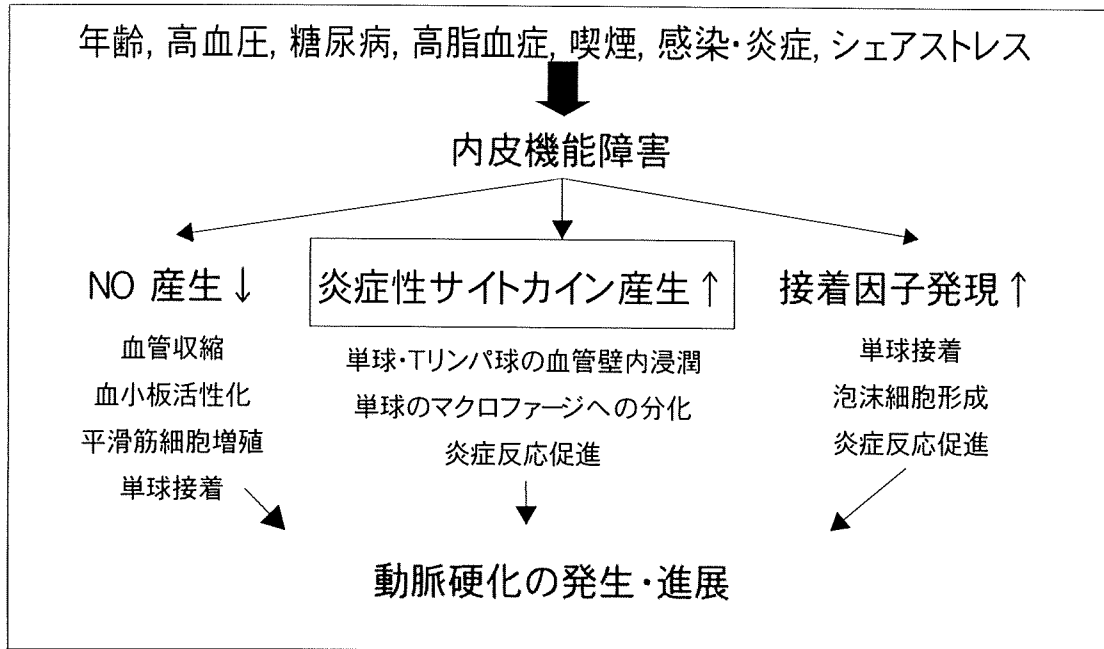 年齢, 高血圧, 糖尿病, 高脂血症, 喫煙, 感染・炎症, シェアストレス
内皮機能障害
NO 産生↓
血管収縮
血小板活性化
平滑筋細胞増殖
単球接着
炎症性サイトカイン産生↑
単球・Tリンパ球の血管壁内浸潤
単球のマクロファージへの分化
炎症反応促進
接着因子発現↑
単球接着
泡沫細胞形成
炎症反応促進
動脈硬化の発生・進展